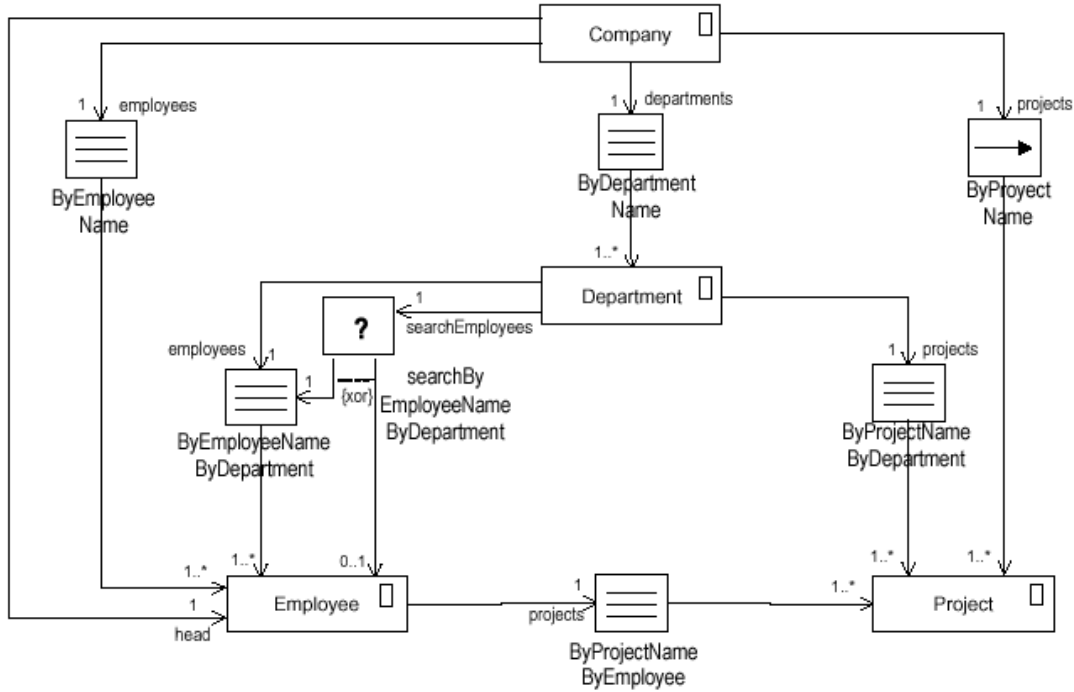 Company
1 employees
1 departments
1 projects
ByEmployee
Name
ByDepartment
Name
ByProyect
Name
1..*
Department
1
searchEmployees
?
employees
1
1
{xor}
searchBy
EmployeeName
ByDepartment
1 projects
ByEmployeeName
ByDepartment
ByProjectName
ByDepartment
1..*
1..*
0..1
1..*
1..*
Employee
1
head
1
projects
1..*
Project
ByProjectName
ByEmployee